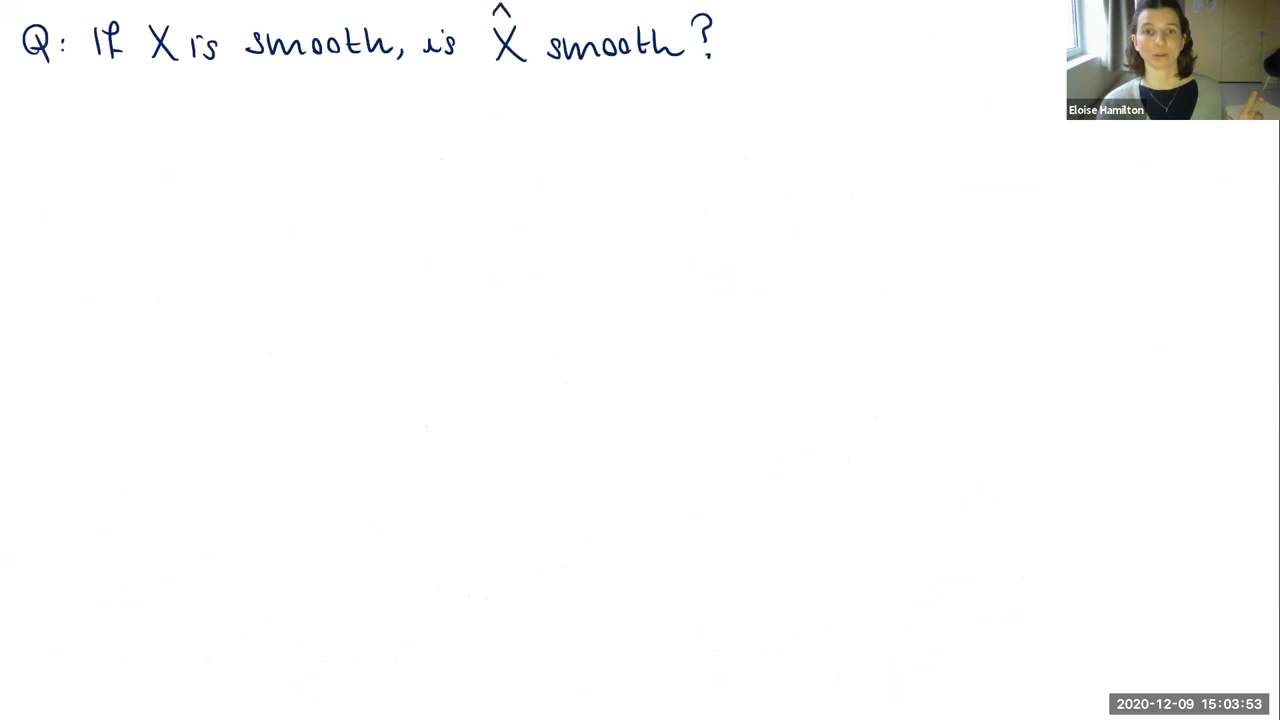 Q: If X is smooth, is X̂ smooth?
Eloise Hamilton
2020-12-09 15:03:53